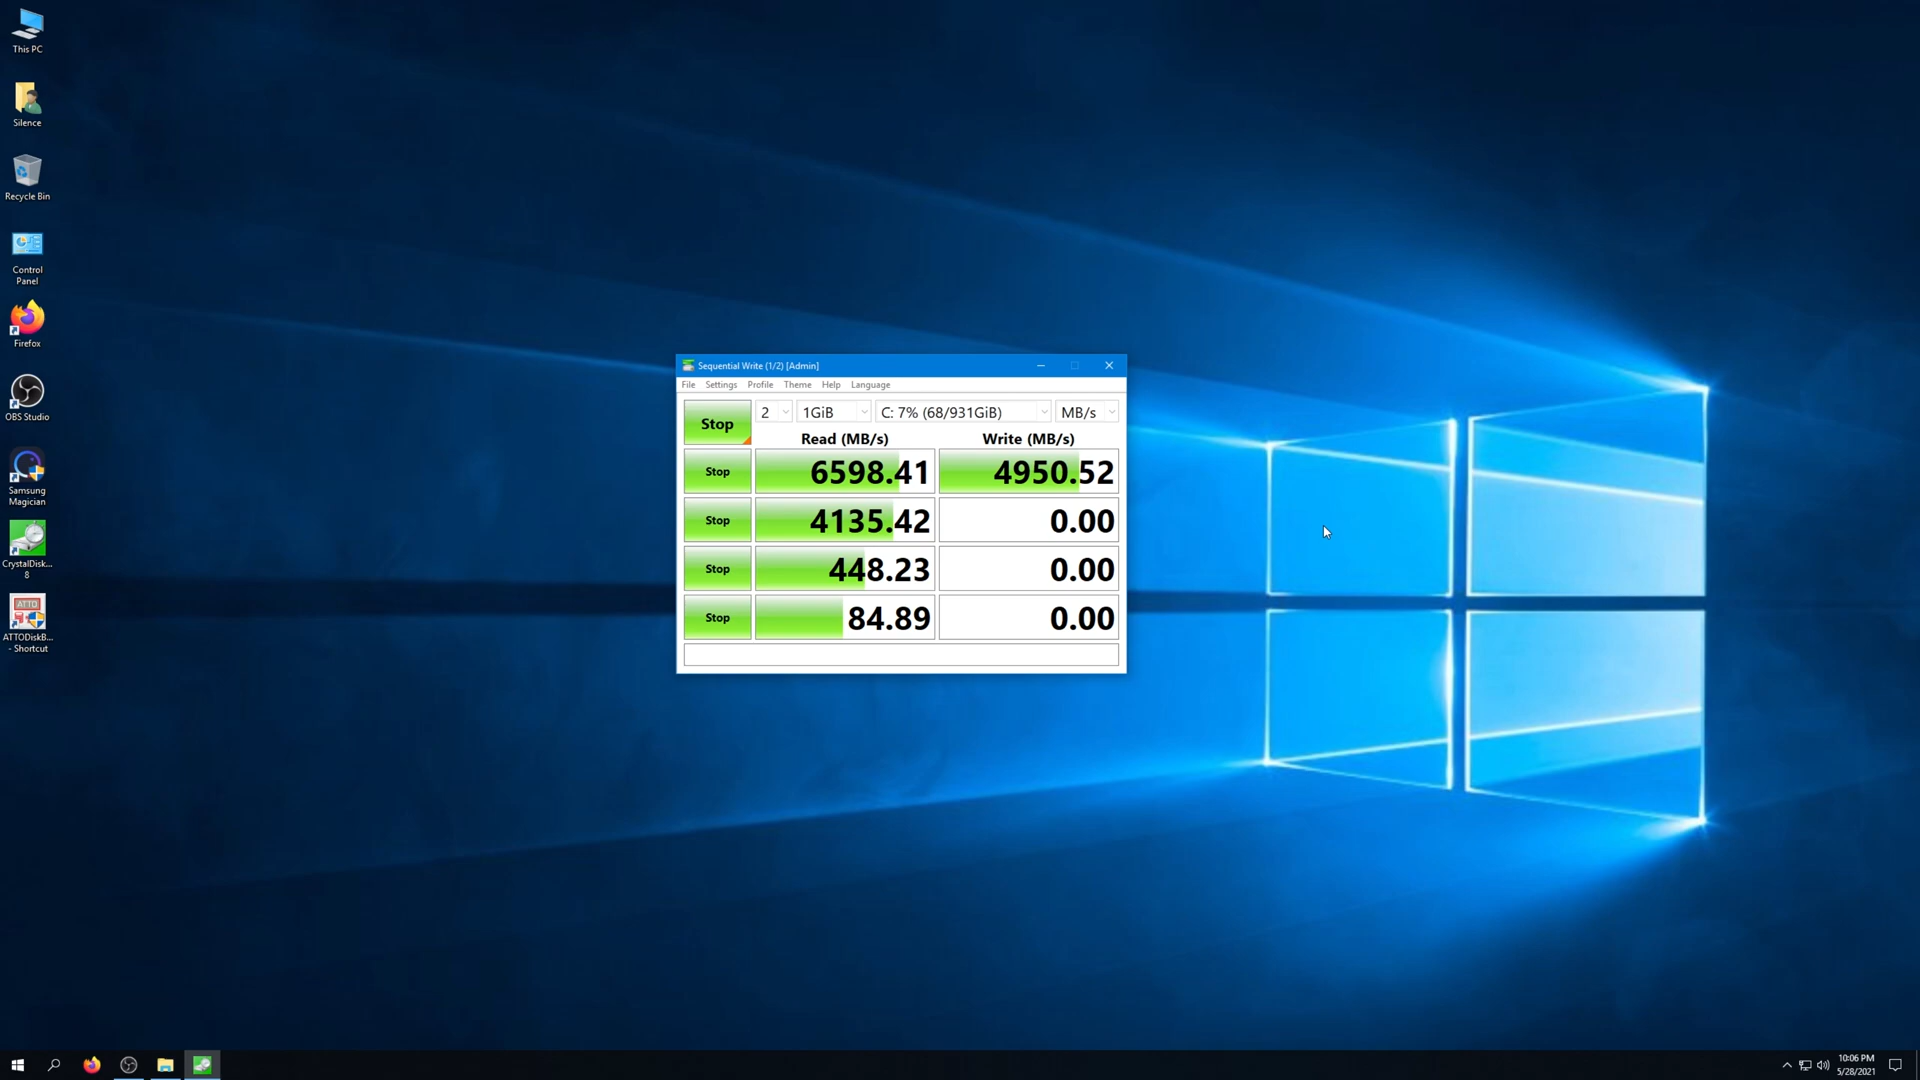 This PC
Silence
Recycle Bin
Control
Panel
Firefox
OBS Studio
Samsung
Magician
CrystalDisk...
8
ATTO
ATTODiskB...
- Shortcut
Sequential Write (1/2) [Admin]
File Settings Profile Theme Help Language
Stop 2 1GiB C: 7% (68/931GiB) MB/s
Read (MB/s) Write (MB/s)
Stop 6598.41 4950.52
Stop 4135.42 0.00
Stop 448.23 0.00
Stop 84.89 0.00
10:06 PM
5/28/2021